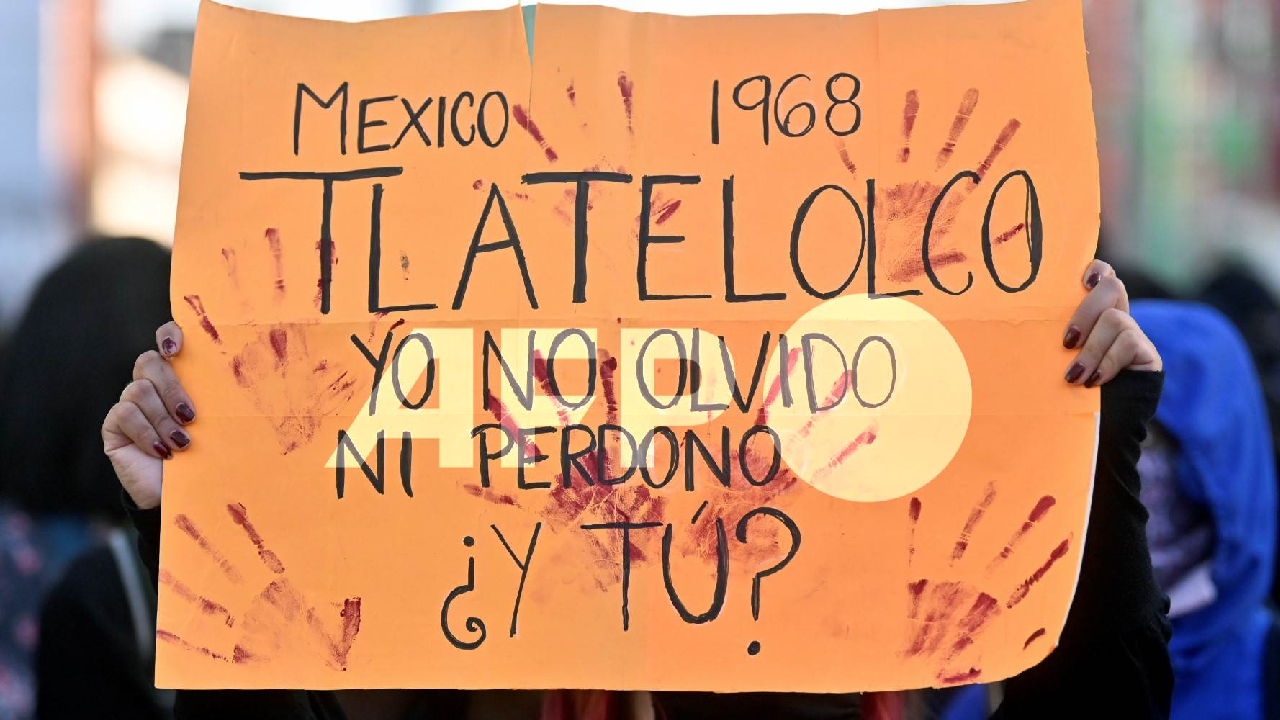 MEXICO 1968
TLATELOLCO
YO NO OLVIDO
AFP
NI PERDONO
¿Y TÚ?